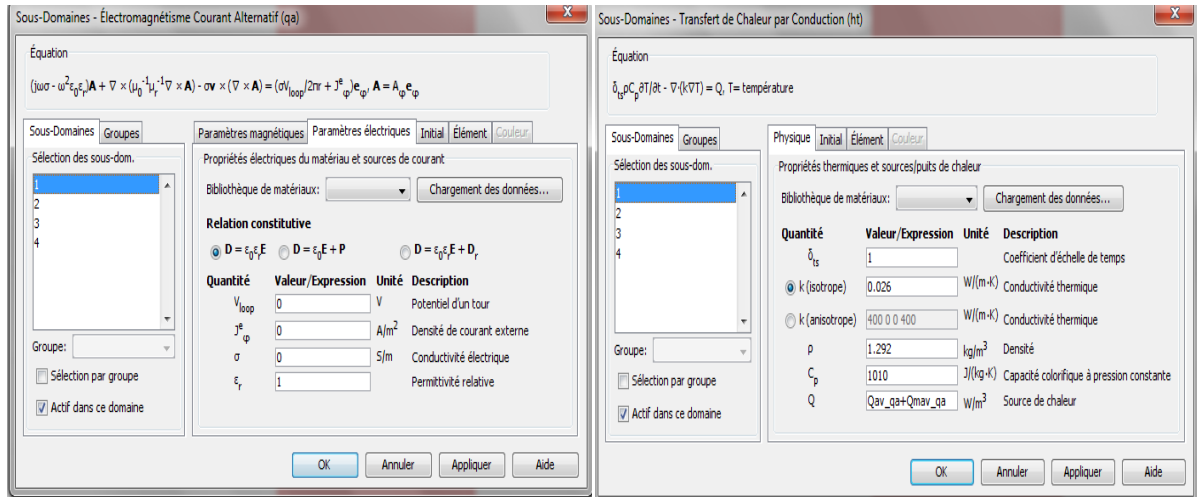 Sous-Domaines - Électromagnétisme Courant Alternatif (qa)
X
Équation
(jωσ - ω²ε₀εᵣ)A + ∇ × (μ₀⁻¹μᵣ⁻¹∇ × A) - σv × (∇ × A) = (σV_loop/2πr + Jᵉ_φ)e_φ, A = A_φe_φ
Sous-Domaines Groupes
Sélection des sous-dom.
1
2
3
4
Groupe:
Sélection par groupe
Actif dans ce domaine
Paramètres magnétiques Paramètres électriques Initial Élément Couleur
Propriétés électriques du matériau et sources de courant
Bibliothèque de matériaux: Chargement des données...
Relation constitutive
D = ε₀εᵣE D = ε₀E + P D = ε₀εᵣE + Dᵣ
Quantité Valeur/Expression Unité Description
V_loop 0 V Potentiel d'un tour
Jᵉ_φ 0 A/m² Densité de courant externe
σ 0 S/m Conductivité électrique
εᵣ 1 Permittivité relative
OK Annuler Appliquer Aide
Sous-Domaines - Transfert de Chaleur par Conduction (ht)
X
Équation
δ_tsρC_p∂T/∂t - ∇·(k∇T) = Q, T= température
Sous-Domaines Groupes
Sélection des sous-dom.
1
2
3
4
Groupe:
Sélection par groupe
Actif dans ce domaine
Physique Initial Élément Couleur
Propriétés thermiques et sources/puits de chaleur
Bibliothèque de matériaux: Chargement des données...
Quantité Valeur/Expression Unité Description
δ_ts 1 Coefficient d'échelle de temps
k (isotrope) 0.026 W/(m·K) Conductivité thermique
k (anisotrope) 400 0 0 400 W/(m·K) Conductivité thermique
ρ 1.292 kg/m³ Densité
C_p 1010 J/(kg·K) Capacité colorifique à pression constante
Q Qav_qa+Qmav_qa W/m³ Source de chaleur
OK Annuler Appliquer Aide